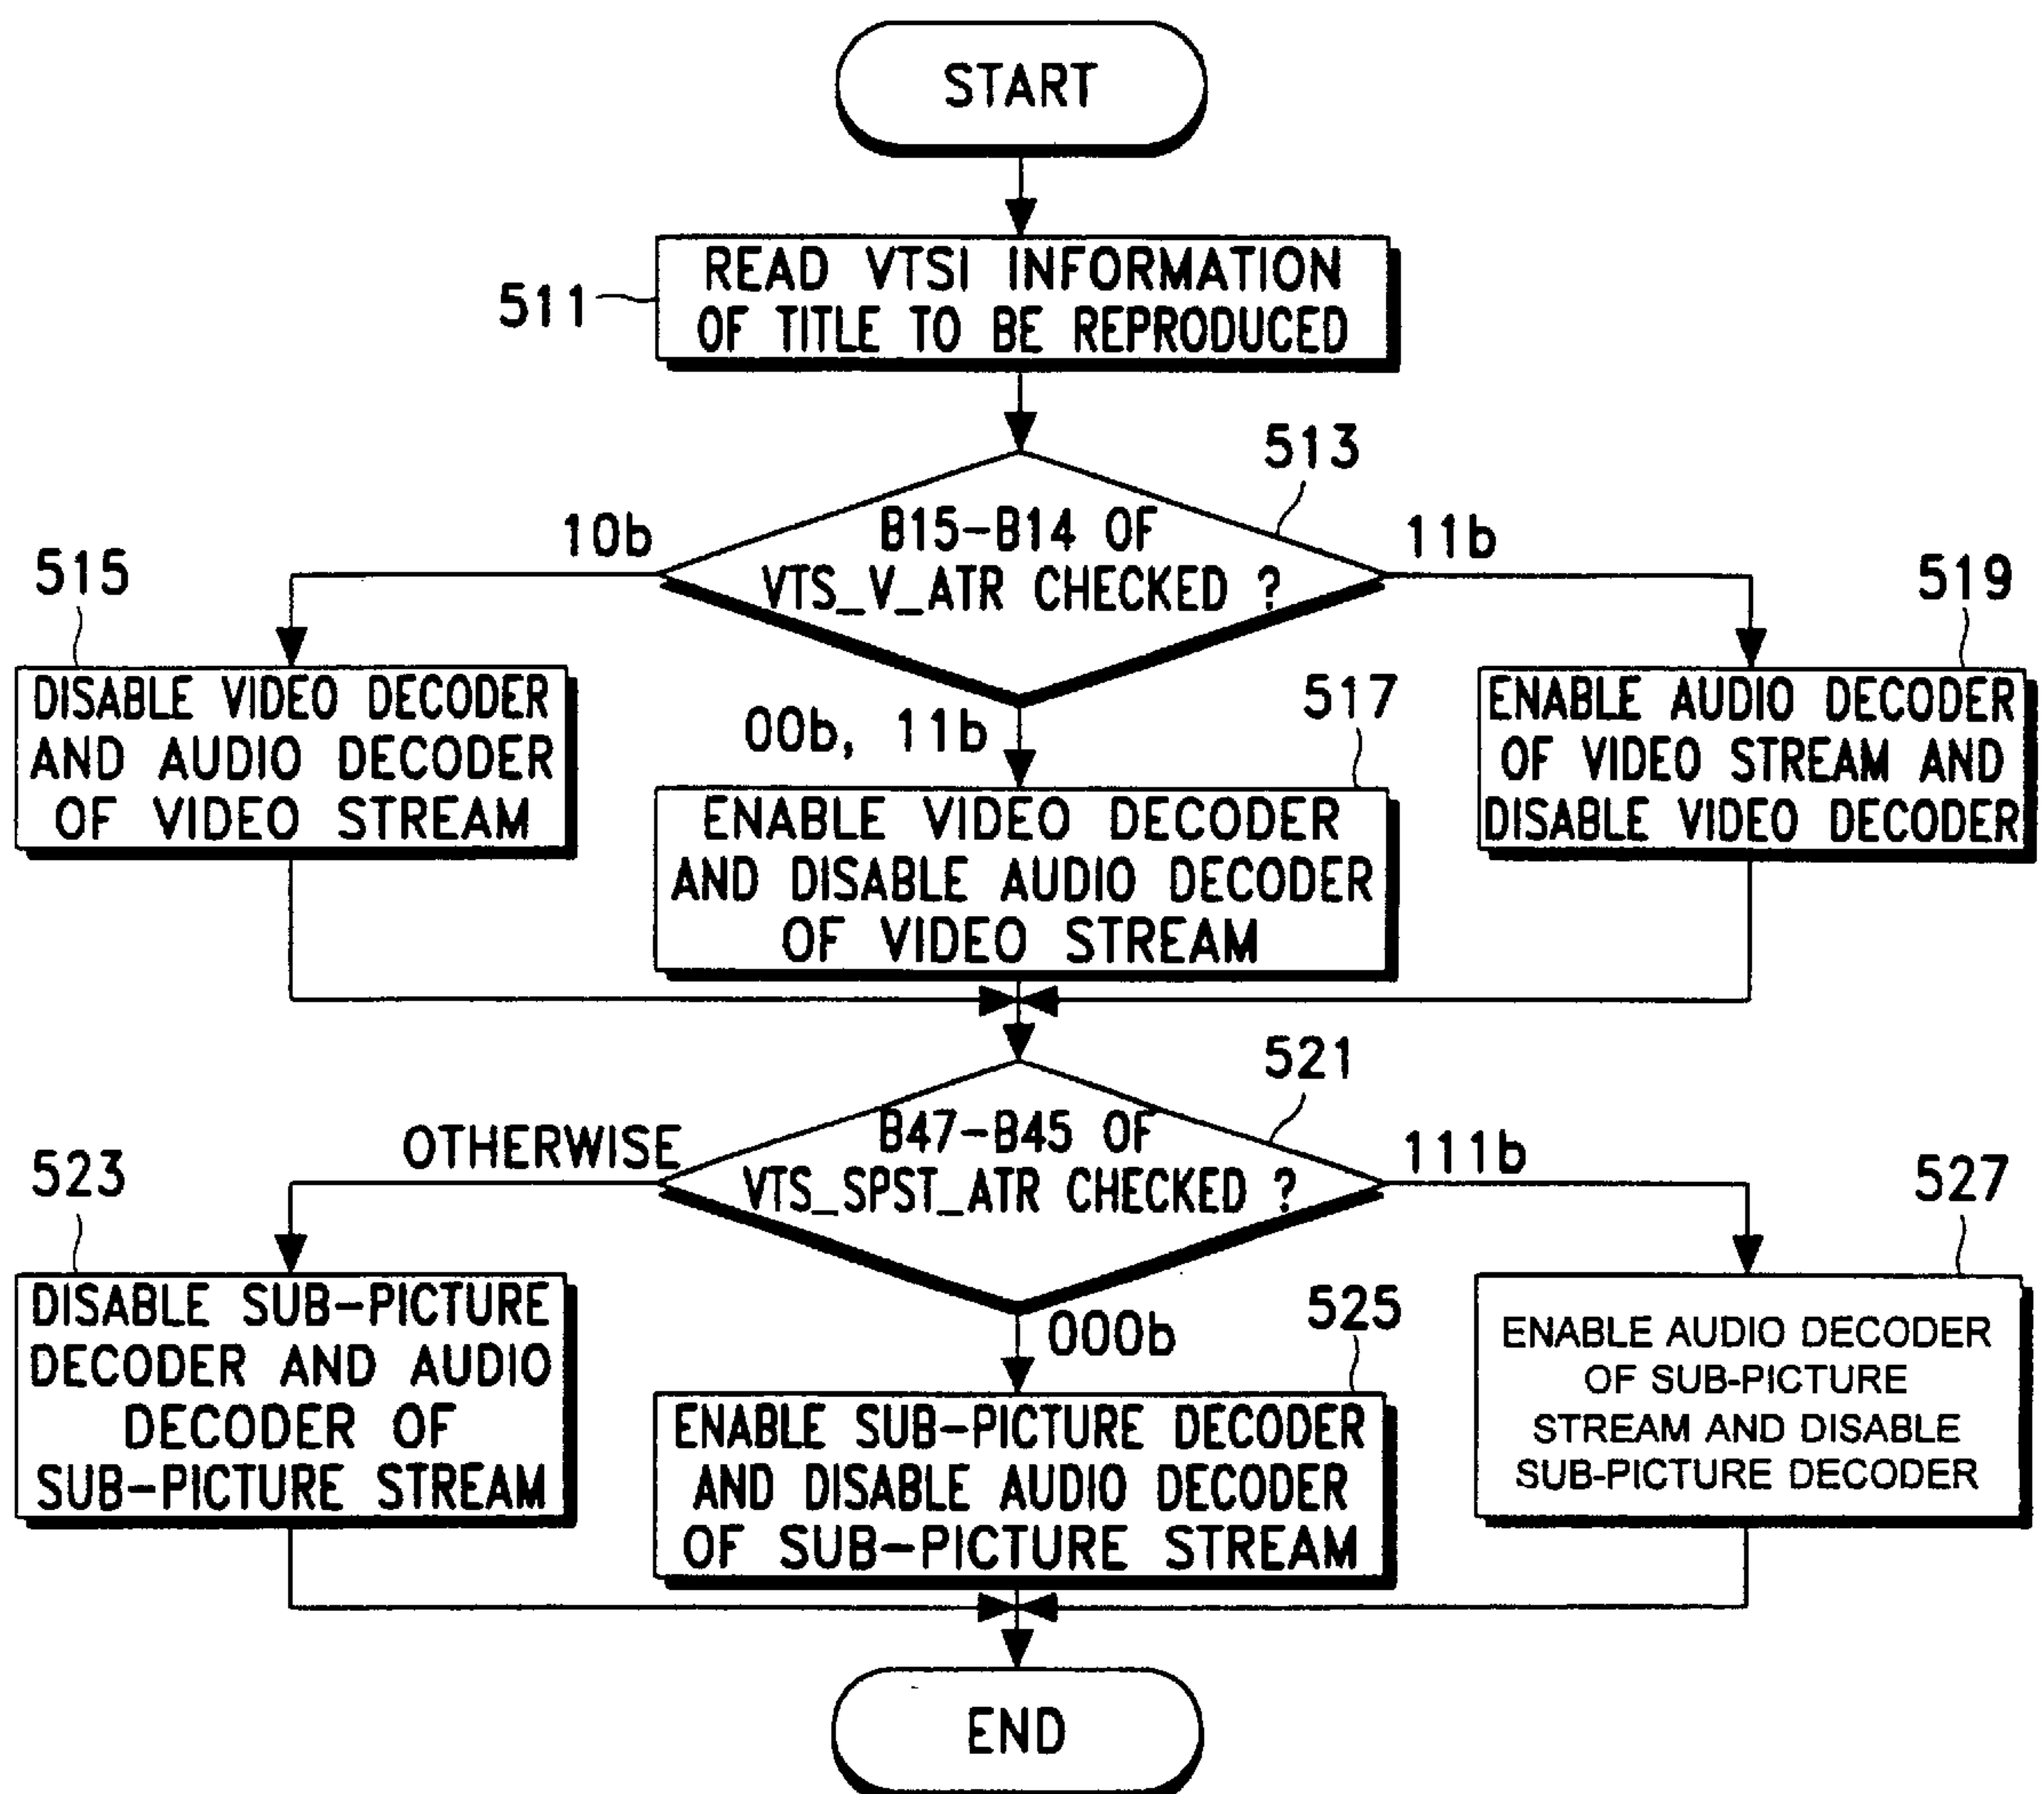 START
READ VTSI INFORMATION
OF TITLE TO BE REPRODUCED
511
513
B15-B14 OF
VTS_V_ATR CHECKED ?
10b
11b
00b, 11b
515
DISABLE VIDEO DECODER
AND AUDIO DECODER
OF VIDEO STREAM
517
ENABLE VIDEO DECODER
AND DISABLE AUDIO DECODER
OF VIDEO STREAM
519
ENABLE AUDIO DECODER
OF VIDEO STREAM AND
DISABLE VIDEO DECODER
521
B47-B45 OF
VTS_SPST_ATR CHECKED ?
OTHERWISE
111b
000b
523
DISABLE SUB-PICTURE
DECODER AND AUDIO
DECODER OF
SUB-PICTURE STREAM
525
ENABLE SUB-PICTURE DECODER
AND DISABLE AUDIO DECODER
OF SUB-PICTURE STREAM
527
ENABLE AUDIO DECODER
OF SUB-PICTURE
STREAM AND DISABLE
SUB-PICTURE DECODER
END